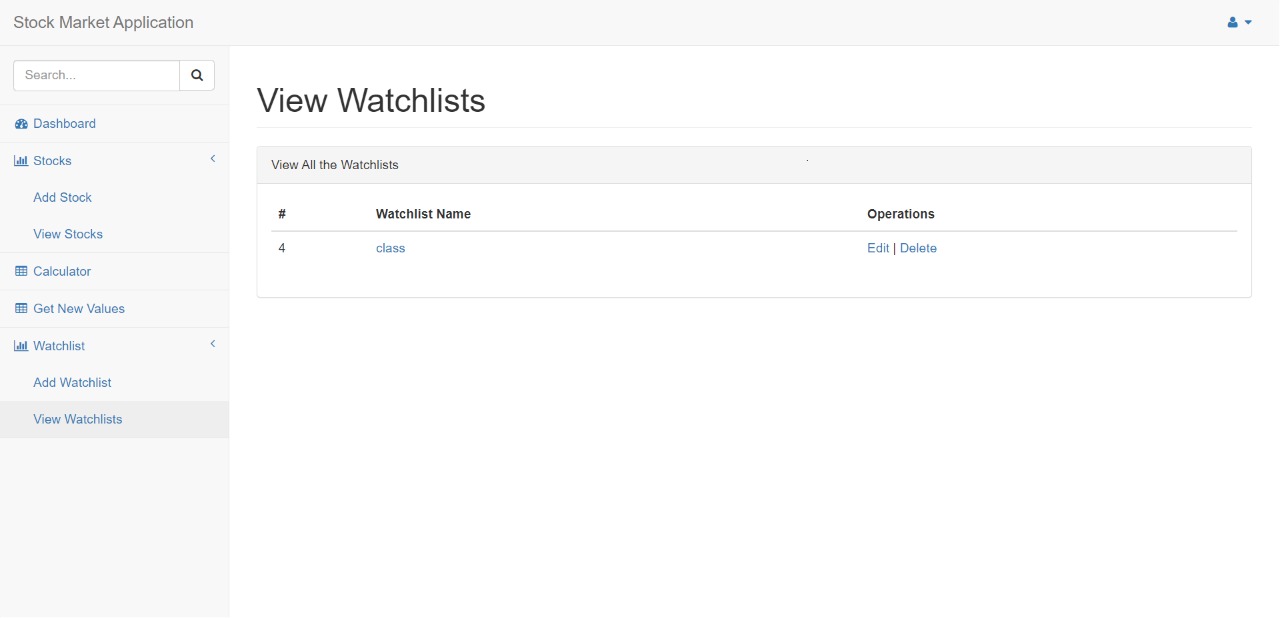 Stock Market Application
Search...
Dashboard
Stocks
Add Stock
View Stocks
Calculator
Get New Values
Watchlist
Add Watchlist
View Watchlists
View Watchlists
View All the Watchlists
# Watchlist Name Operations
4 class Edit | Delete